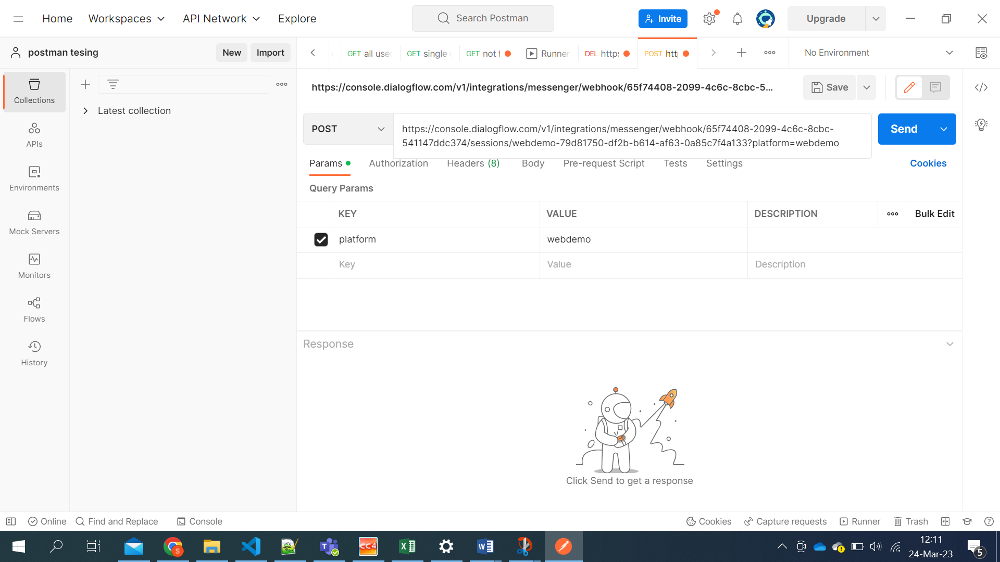 Home Workspaces API Network Explore Search Postman Invite Upgrade
postman tesing New Import GET all user GET single GET not f Runner DEL https POST http No Environment
Collections
APIs
Environments
Mock Servers
Monitors
Flows
History
Latest collection
https://console.dialogflow.com/v1/integrations/messenger/webhook/65f74408-2099-4c6c-8cbc-5... Save
POST https://console.dialogflow.com/v1/integrations/messenger/webhook/65f74408-2099-4c6c-8cbc-
541147ddc374/sessions/webdemo-79d81750-df2b-b614-af63-0a85c7f4a133?platform=webdemo
Send
Params Authorization Headers (8) Body Pre-request Script Tests Settings Cookies
Query Params
KEY VALUE DESCRIPTION Bulk Edit
platform webdemo
Key Value Description
Response
Click Send to get a response
Online Find and Replace Console Cookies Capture requests Runner Trash
S CC4 12:11
24-Mar-23 5